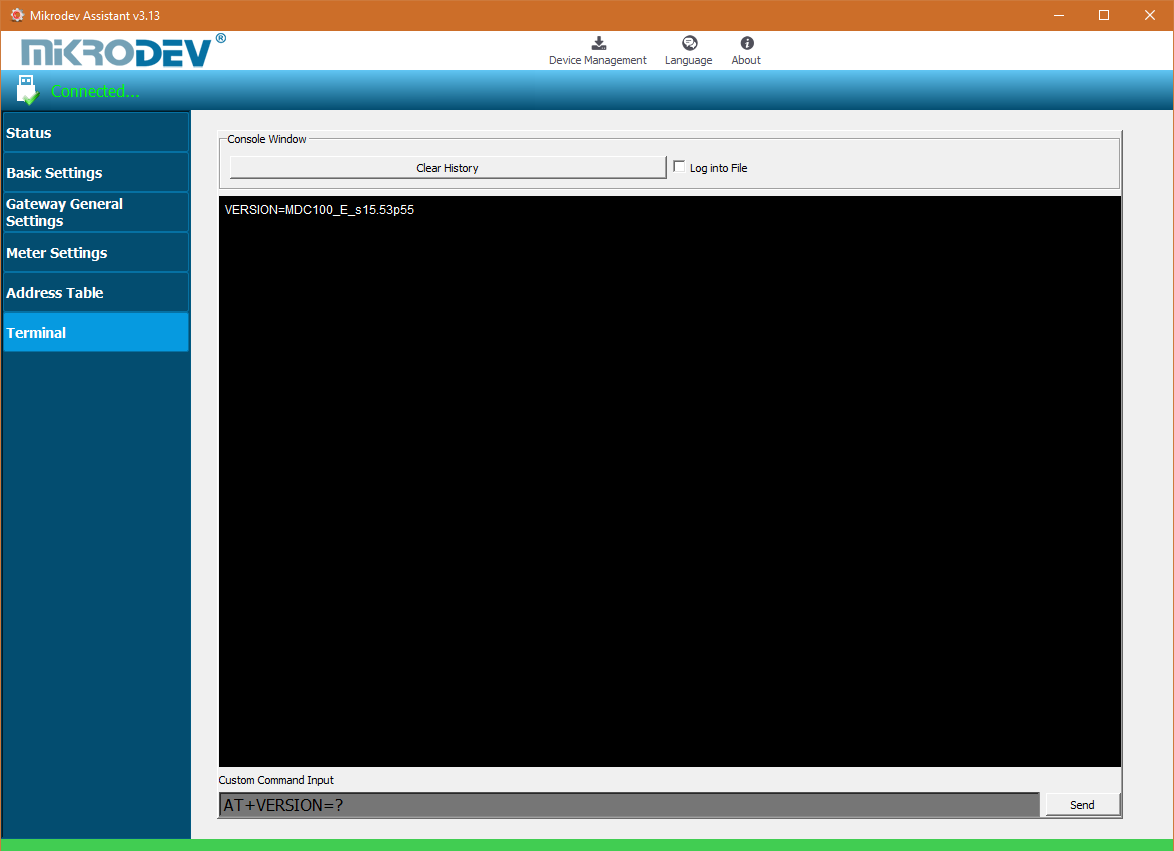 Mikrodev Assistant v3.13
MiKRODEV®
Device Management
Language
About
Connected...
Status
Basic Settings
Gateway General
Settings
Meter Settings
Address Table
Terminal
Console Window
Clear History
Log into File
VERSION=MDC100_E_s15.53p55
Custom Command Input
AT+VERSION=?
Send